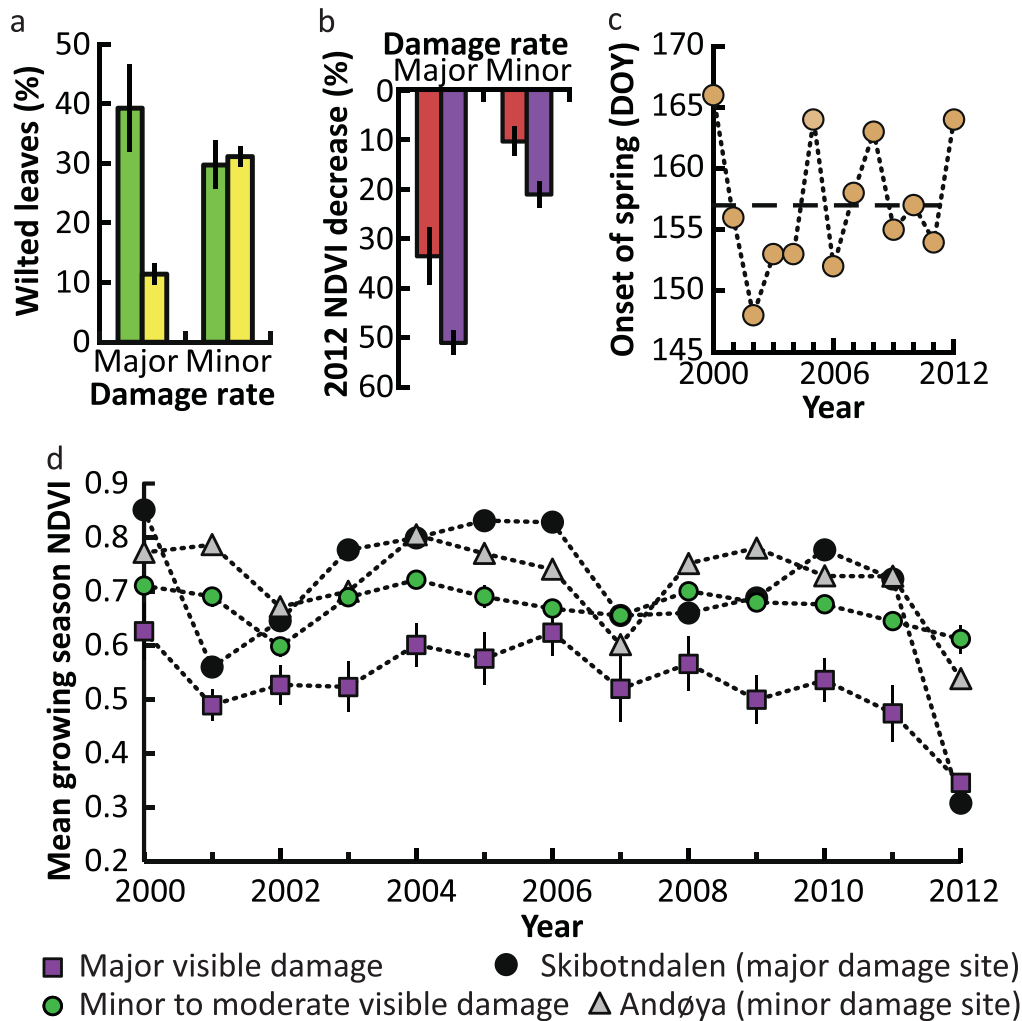 a
Wilted leaves (%)
50
40
30
20
10
0
Major Minor
Damage rate
b
Damage rate
Major Minor
2012 NDVI decrease (%)
0
10
20
30
40
50
60
c
Onset of spring (DOY)
170
165
160
155
150
145
2000 2006 2012
Year
d
Mean growing season NDVI
0.9
0.8
0.7
0.6
0.5
0.4
0.3
0.2
2000 2002 2004 2006 2008 2010 2012
Year
Major visible damage
Skibotndalen (major damage site)
Minor to moderate visible damage
Andøya (minor damage site)